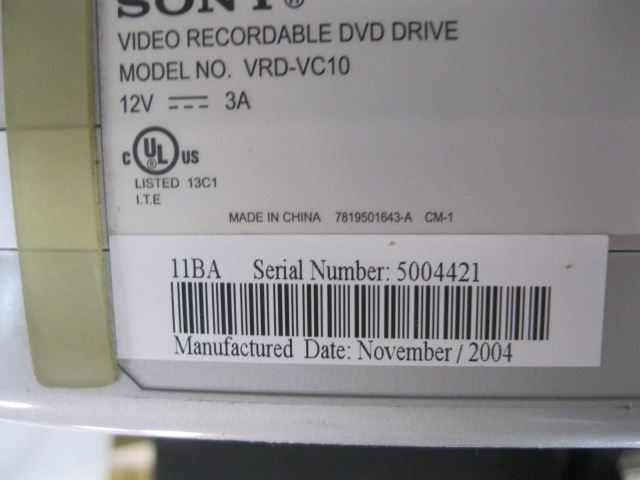 SONY®
VIDEO RECORDABLE DVD DRIVE
MODEL NO. VRD-VC10
12V 3A
C UL® US
LISTED 13C1
I.T.E
MADE IN CHINA 7819501643-A CM-1
11BA Serial Number: 5004421
Manufactured Date: November / 2004